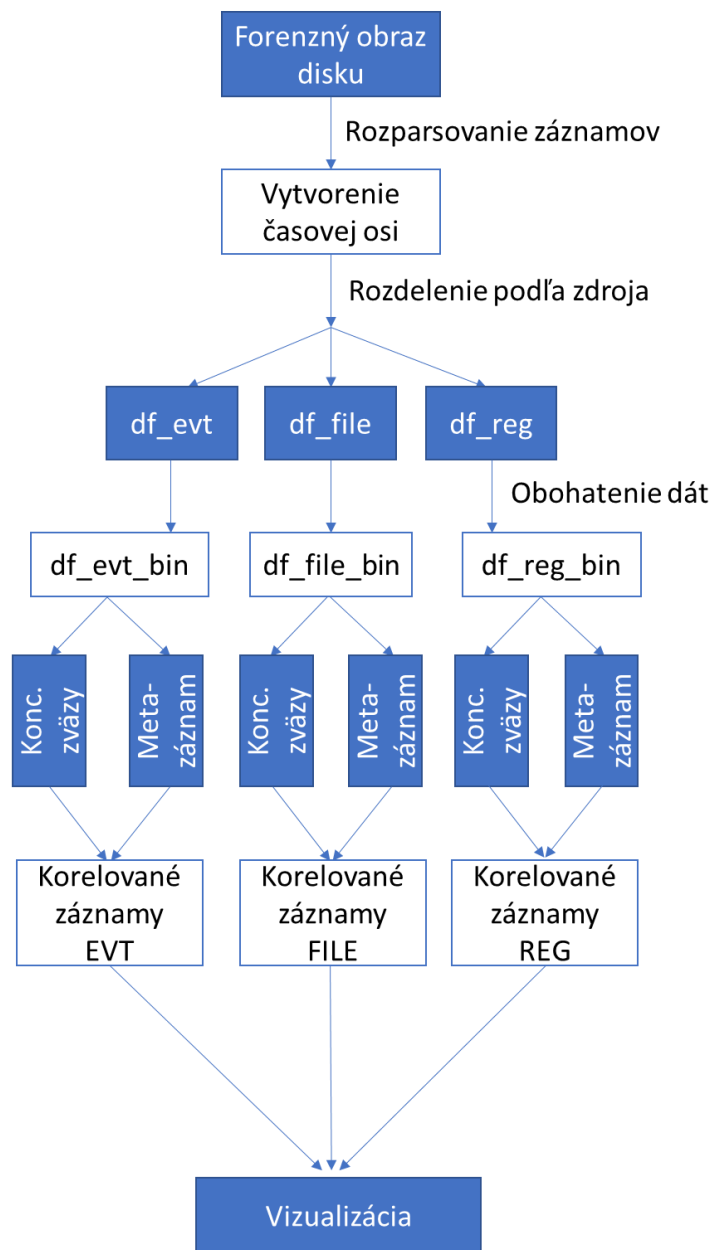 Forenzný obraz
disku
Rozparsovanie záznamov
Vytvorenie
časovej osi
Rozdelenie podľa zdroja
df_evt
df_file
df_reg
Obohatenie dát
df_evt_bin
df_file_bin
df_reg_bin
Konc.
zväzy
Meta-
záznam
Konc.
zväzy
Meta-
záznam
Konc.
zväzy
Meta-
záznam
Korelované
záznamy
EVT
Korelované
záznamy
FILE
Korelované
záznamy
REG
Vizualizácia